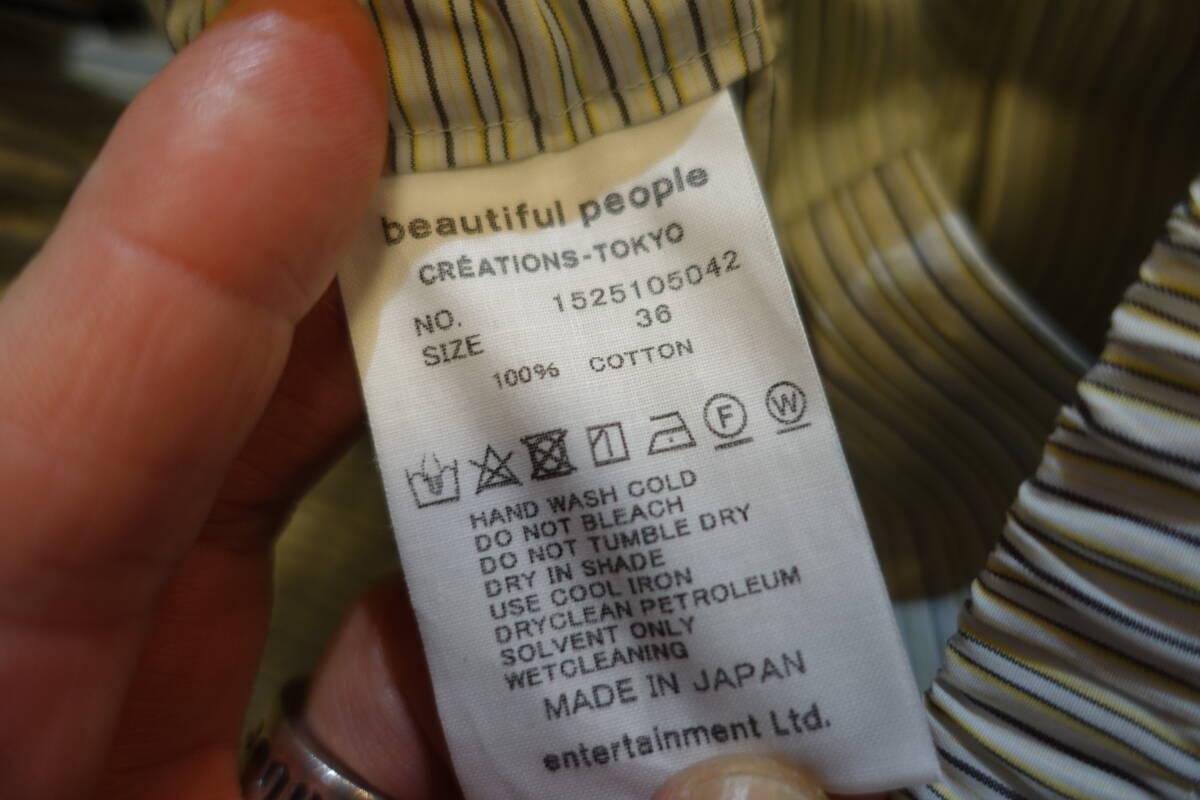 beautiful people
CRÉATIONS-TOKYO
NO. 1525105042
SIZE 36
100% COTTON
F W
HAND WASH COLD
DO NOT BLEACH
DO NOT TUMBLE DRY
DRY IN SHADE
USE COOL IRON
DRYCLEAN PETROLEUM
SOLVENT ONLY
WETCLEANING
MADE IN JAPAN
entertainment Ltd.